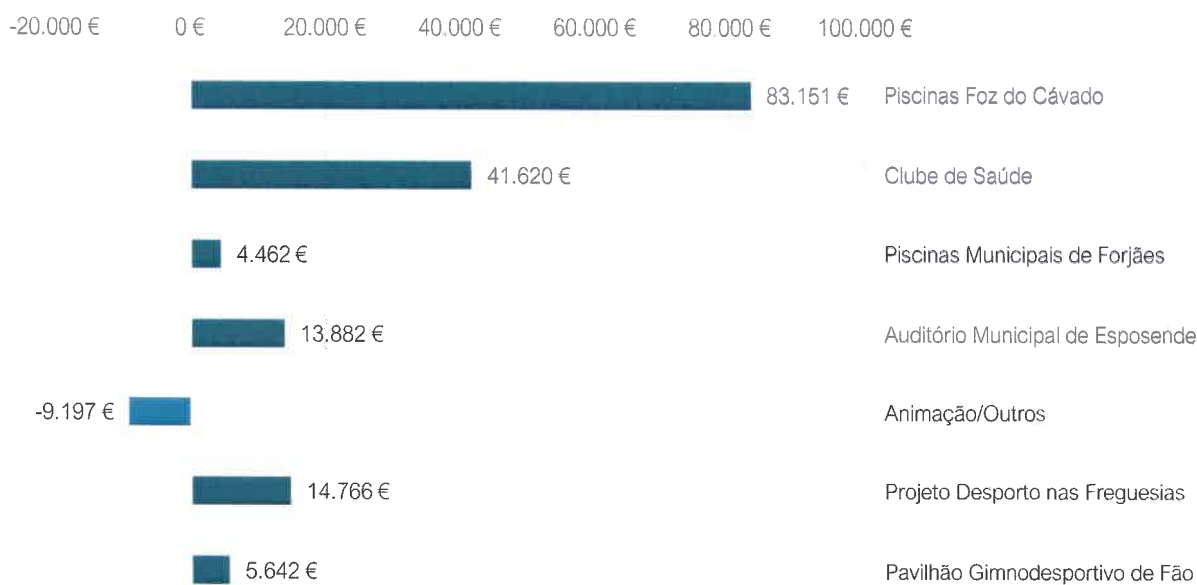 -20.000 € 0 € 20.000 € 40.000 € 60.000 € 80.000 € 100.000 €
83.151 € Piscinas Foz do Cávado
41.620 € Clube de Saúde
4.462 € Piscinas Municipais de Forjães
13.882 € Auditório Municipal de Esposende
-9.197 € Animação/Outros
14.766 € Projeto Desporto nas Freguesias
5.642 € Pavilhão Gimnodesportivo de Fão